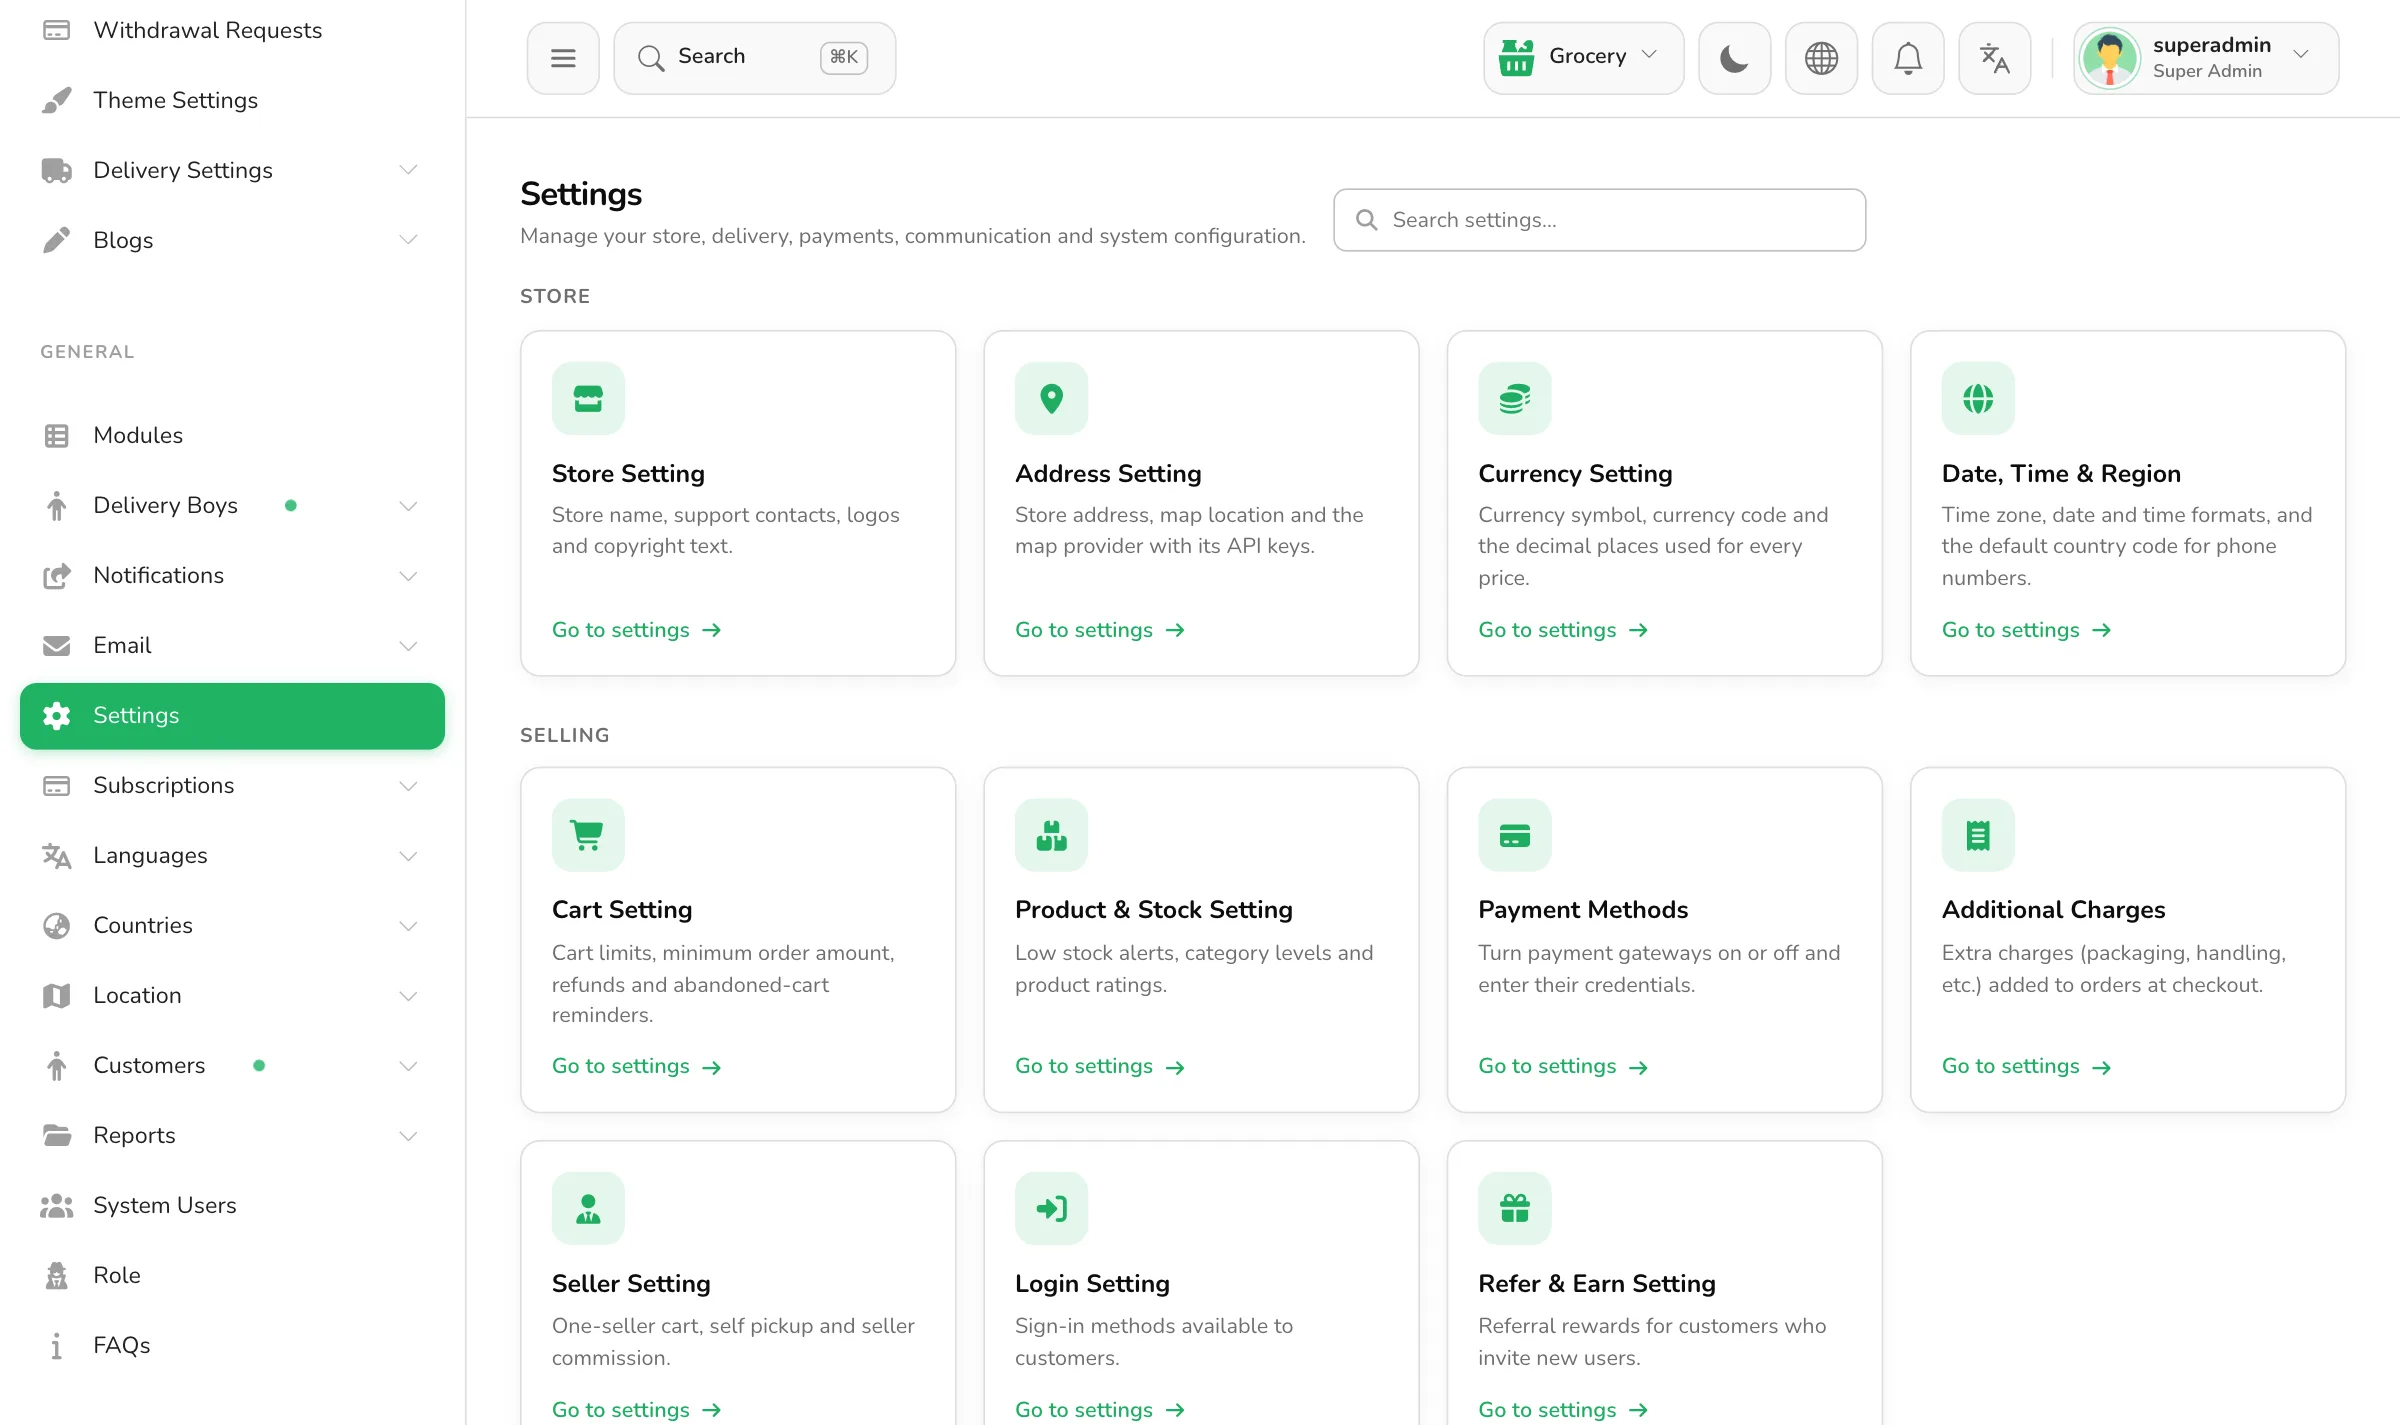 Withdrawal Requests
Theme Settings
Delivery Settings
Blogs
GENERAL
Modules
Delivery Boys
Notifications
Email
Settings
Subscriptions
Languages
Countries
Location
Customers
Reports
System Users
Role
FAQs
Search ⌘K
Grocery
superadmin
Super Admin
Settings
Manage your store, delivery, payments, communication and system configuration.
Search settings...
STORE
Store Setting
Store name, support contacts, logos
and copyright text.
Go to settings →
Address Setting
Store address, map location and the
map provider with its API keys.
Go to settings →
Currency Setting
Currency symbol, currency code and
the decimal places used for every
price.
Go to settings →
Date, Time & Region
Time zone, date and time formats, and
the default country code for phone
numbers.
Go to settings →
SELLING
Cart Setting
Cart limits, minimum order amount,
refunds and abandoned-cart
reminders.
Go to settings →
Product & Stock Setting
Low stock alerts, category levels and
product ratings.
Go to settings →
Payment Methods
Turn payment gateways on or off and
enter their credentials.
Go to settings →
Additional Charges
Extra charges (packaging, handling,
etc.) added to orders at checkout.
Go to settings →
Seller Setting
One-seller cart, self pickup and seller
commission.
Go to settings →
Login Setting
Sign-in methods available to
customers.
Go to settings →
Refer & Earn Setting
Referral rewards for customers who
invite new users.
Go to settings →